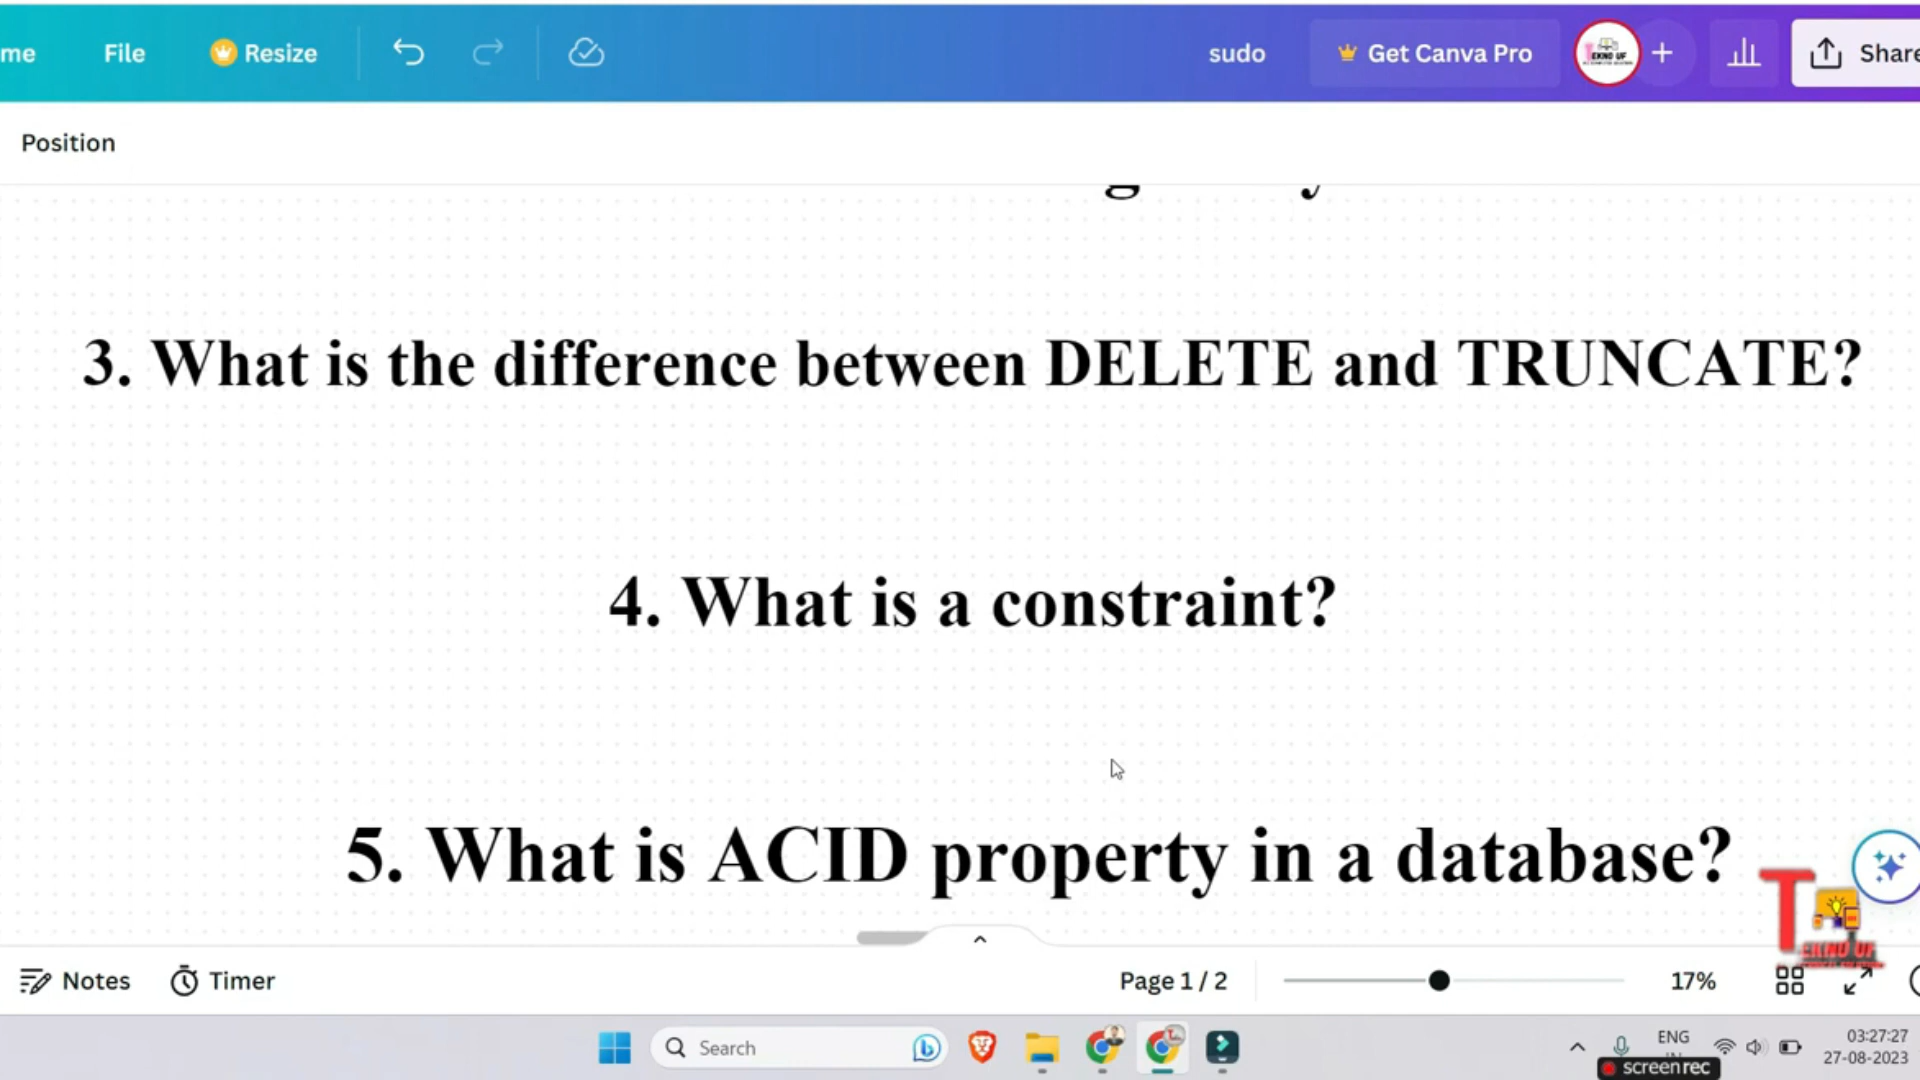 me File Resize sudo Get Canva Pro Share
Position
3. What is the difference between DELETE and TRUNCATE?
4. What is a constraint?
5. What is ACID property in a database?
Notes Timer Page 1 / 2 17%
Search ENG 03:27:27
27-08-2023
screenrec